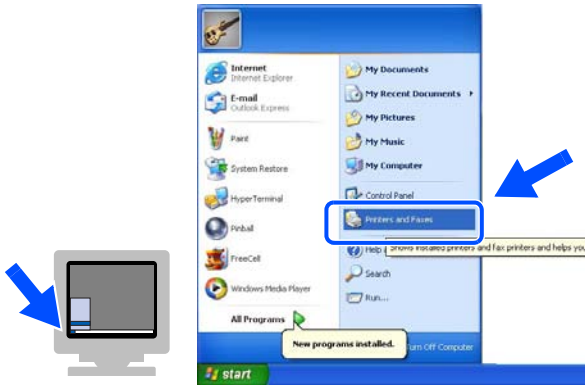 Internet
Internet Explorer
E-mail
Outlook Express
Paint
System Restore
HyperTerminal
Pinball
FreeCell
Windows Media Player
All Programs
New programs installed.
My Documents
My Recent Documents
My Pictures
My Music
My Computer
Control Panel
Printers and Faxes
Shows installed printers and fax printers and helps you
Search
Run...
Turn Off Computer
start